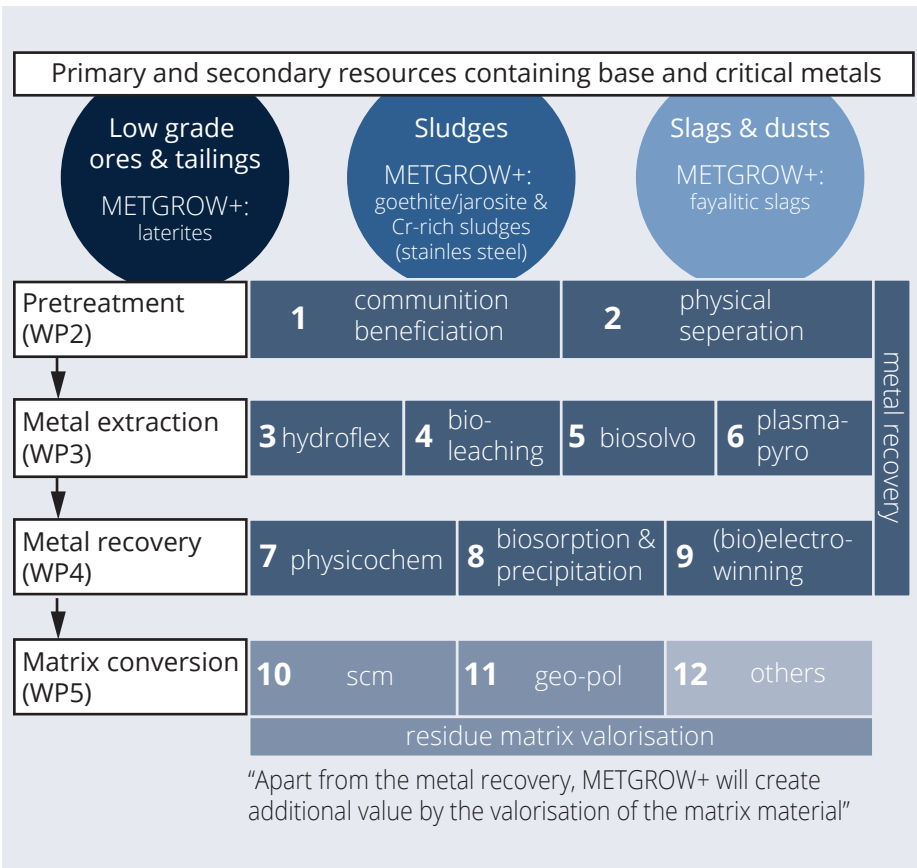 Primary and secondary resources containing base and critical metals
Low grade
ores & tailings
METGROW+:
laterites
Sludges
METGROW+:
goethite/jarosite &
Cr-rich sludges
(stainles steel)
Slags & dusts
METGROW+:
fayalitic slags
Pretreatment
(WP2)
1 communition
beneficiation
2 physical
seperation
metal recovery
Metal extraction
(WP3)
3 hydroflex
4 bio-
leaching
5 biosolvo
6 plasma-
pyro
Metal recovery
(WP4)
7 physicochem
8 biosorption &
precipitation
9 (bio)electro-
winning
Matrix conversion
(WP5)
10 scm
11 geo-pol
12 others
residue matrix valorisation
“Apart from the metal recovery, METGROW+ will create
additional value by the valorisation of the matrix material”